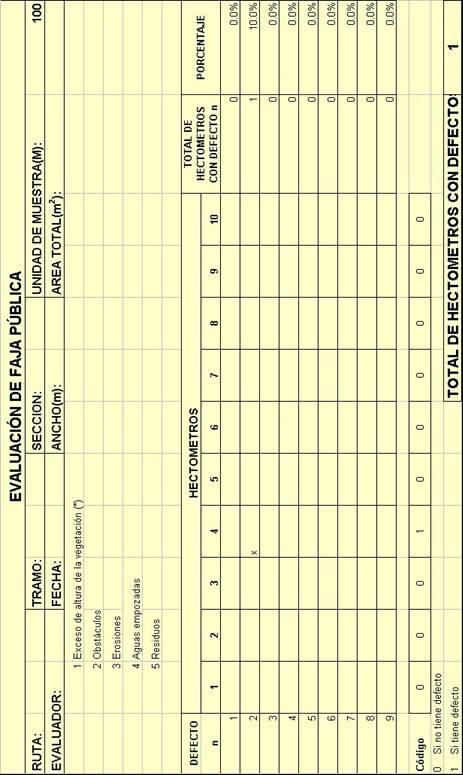 EVALUACIÓN DE FAJA PÚBLICA
RUTA: TRAMO: SECCION: UNIDAD DE MUESTRA(M): 100
EVALUADOR: FECHA: ANCHO(m): AREA TOTAL(m²):
1 Exceso de altura de la vegetación (*)
2 Obstáculos
3 Erosiones
4 Aguas empozadas
5 Residuos
DEFECTO HECTOMETROS TOTAL DE HECTOMETROS CON DEFECTO n PORCENTAJE
n 1 2 3 4 5 6 7 8 9 10
1 0 0.0%
2 x 1 10.0%
3 0 0.0%
4 0 0.0%
5 0 0.0%
6 0 0.0%
7 0 0.0%
8 0 0.0%
9 0 0.0%
Código 0 0 0 1 0 0 0 0 0 0
0 Si no tiene defecto
1 Si tiene defecto TOTAL DE HECTOMETROS CON DEFECTO: 1